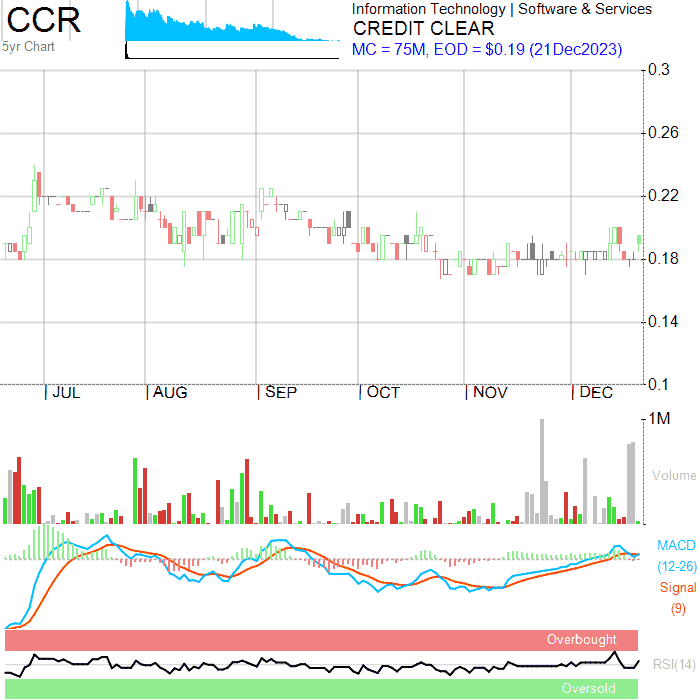 CCR
5yr Chart
Information Technology | Software & Services
CREDIT CLEAR
MC = 75M, EOD = $0.19 (21Dec2023)
0.3
0.26
0.22
0.18
0.14
0.1
| JUL | AUG | SEP | OCT | NOV | DEC
1M
Volume
MACD
(12-26)
Signal
(9)
Overbought
RSI(14)
Oversold